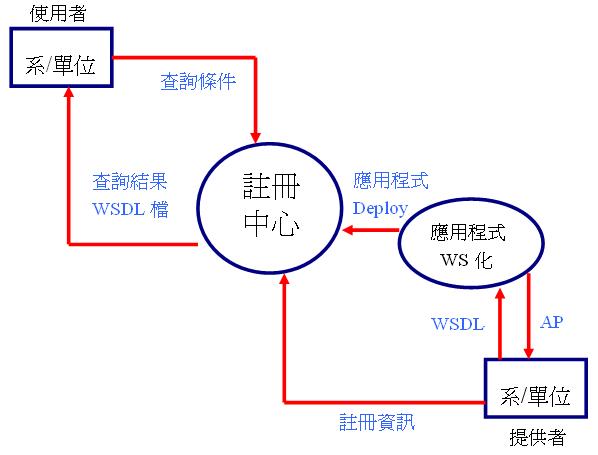 使用者
系/單位
查詢條件
查詢結果
WSDL 檔
註冊
中心
應用程式
Deploy
應用程式
WS 化
WSDL
AP
系/單位
註冊資訊
提供者